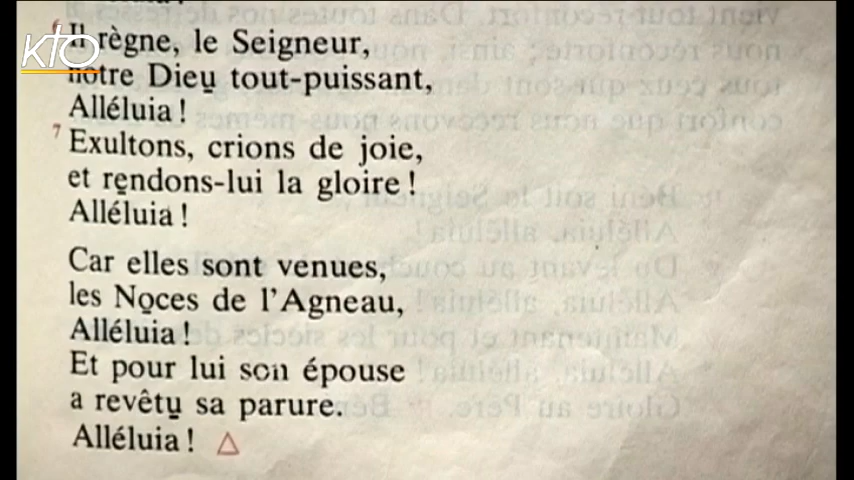 KTO
6 Il règne, le Seigneur,
notre Dieu tout-puissant,
Alléluia !
7 Exultons, crions de joie,
et rendons-lui la gloire !
Alléluia !
Car elles sont venues,
les Noces de l'Agneau,
Alléluia !
Et pour lui son épouse
a revêtu sa parure.
Alléluia ! △